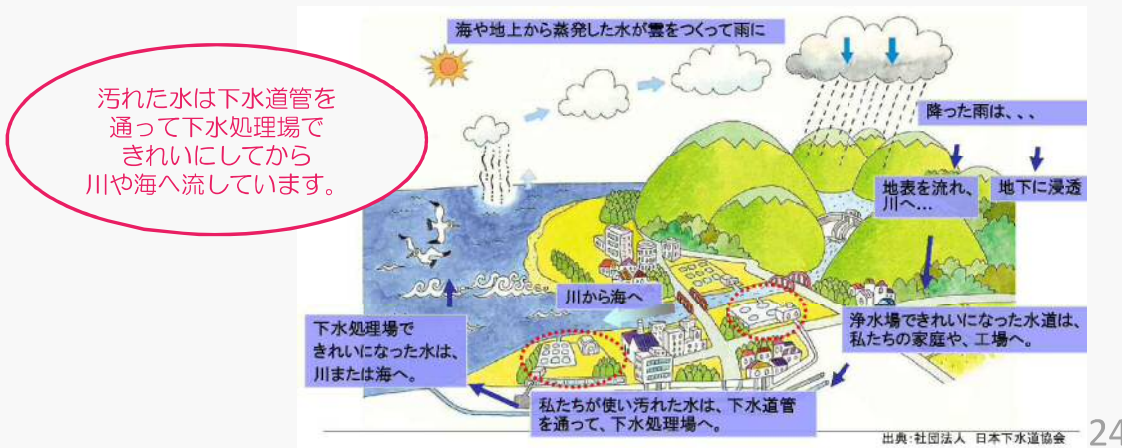 海や地上から蒸発した水が雲をつくって雨に
汚れた水は下水道管を
通って下水処理場で
きれいにしてから
川や海へ流しています。
降った雨は、、、
地表を流れ、
川へ…
地下に浸透
川から海へ
浄水場できれいになった水道は、
私たちの家庭や、工場へ。
下水処理場で
きれいになった水は、
川または海へ。
私たちが使い汚れた水は、下水道管
を通って、下水処理場へ。
出典:社団法人 日本下水道協会
24